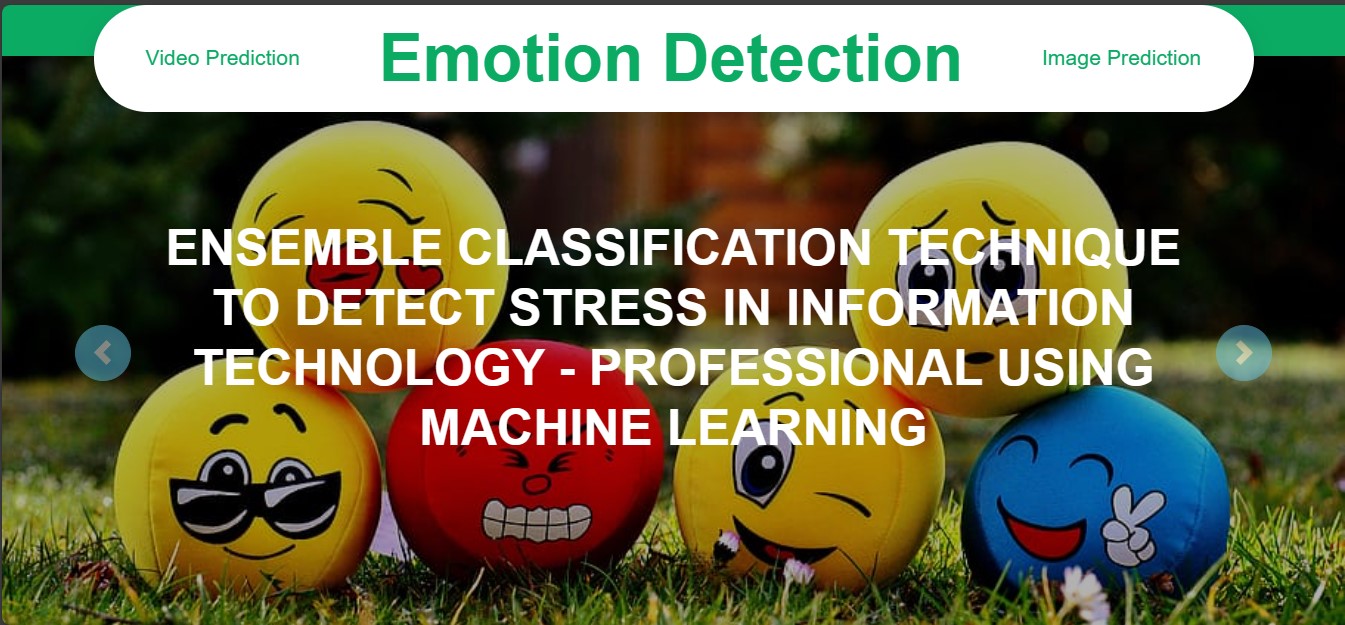 Video Prediction
Emotion Detection
Image Prediction
ENSEMBLE CLASSIFICATION TECHNIQUE
TO DETECT STRESS IN INFORMATION
TECHNOLOGY - PROFESSIONAL USING
MACHINE LEARNING